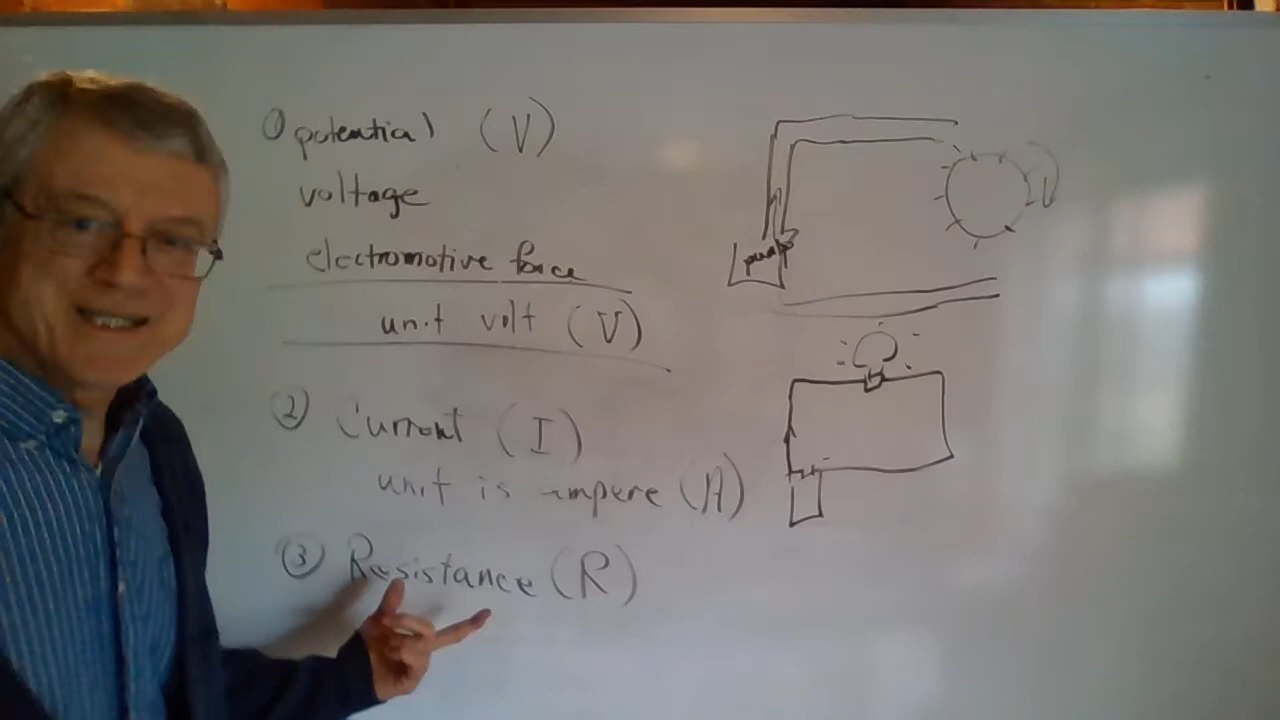 ① potential (V)
voltage
electromotive force
unit volt (V)
② Current (I)
unit is ampere (A)
③ Resistance (R)
pump